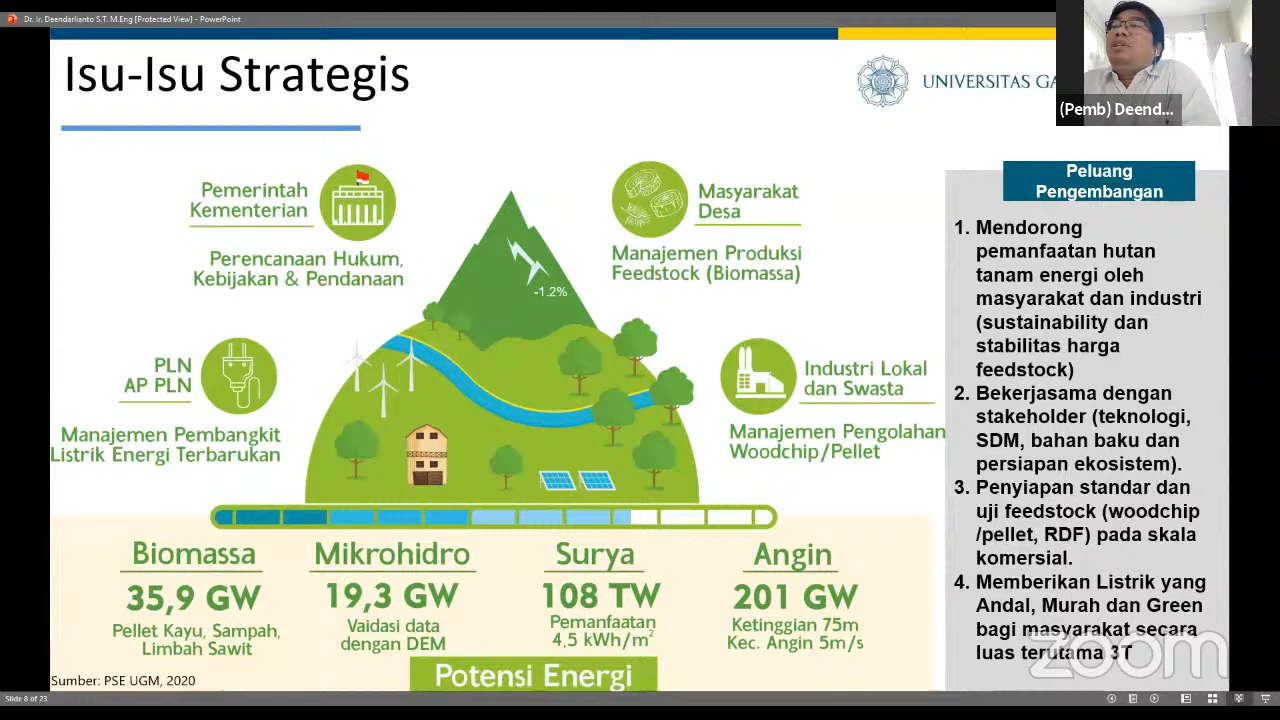 Dr. Ir. Deendarlianto S.T. M.Eng [Protected View] - PowerPoint
Isu-Isu Strategis
UNIVERSITAS GA
(Pemb) Deend...
Pemerintah
Kementerian
Perencanaan Hukum,
Kebijakan & Pendanaan
Masyarakat
Desa
Manajemen Produksi
Feedstock (Biomassa)
-1.2%
PLN
AP PLN
Manajemen Pembangkit
Listrik Energi Terbarukan
Industri Lokal
dan Swasta
Manajemen Pengolahan
Woodchip/Pellet
Biomassa
35,9 GW
Pellet Kayu, Sampah,
Limbah Sawit
Mikrohidro
19,3 GW
Vaidasi data
dengan DEM
Surya
108 TW
Pemanfaatan
4,5 kWh/m²
Angin
201 GW
Ketinggian 75m
Kec. Angin 5m/s
Potensi Energi
Sumber: PSE UGM, 2020
Peluang
Pengembangan
1. Mendorong
pemanfaatan hutan
tanam energi oleh
masyarakat dan industri
(sustainability dan
stabilitas harga
feedstock)
2. Bekerjasama dengan
stakeholder (teknologi,
SDM, bahan baku dan
persiapan ekosistem).
3. Penyiapan standar dan
uji feedstock (woodchip
/pellet, RDF) pada skala
komersial.
4. Memberikan Listrik yang
Andal, Murah dan Green
bagi masyarakat secara
luas terutama 3T
zoom
Slide 8 of 23